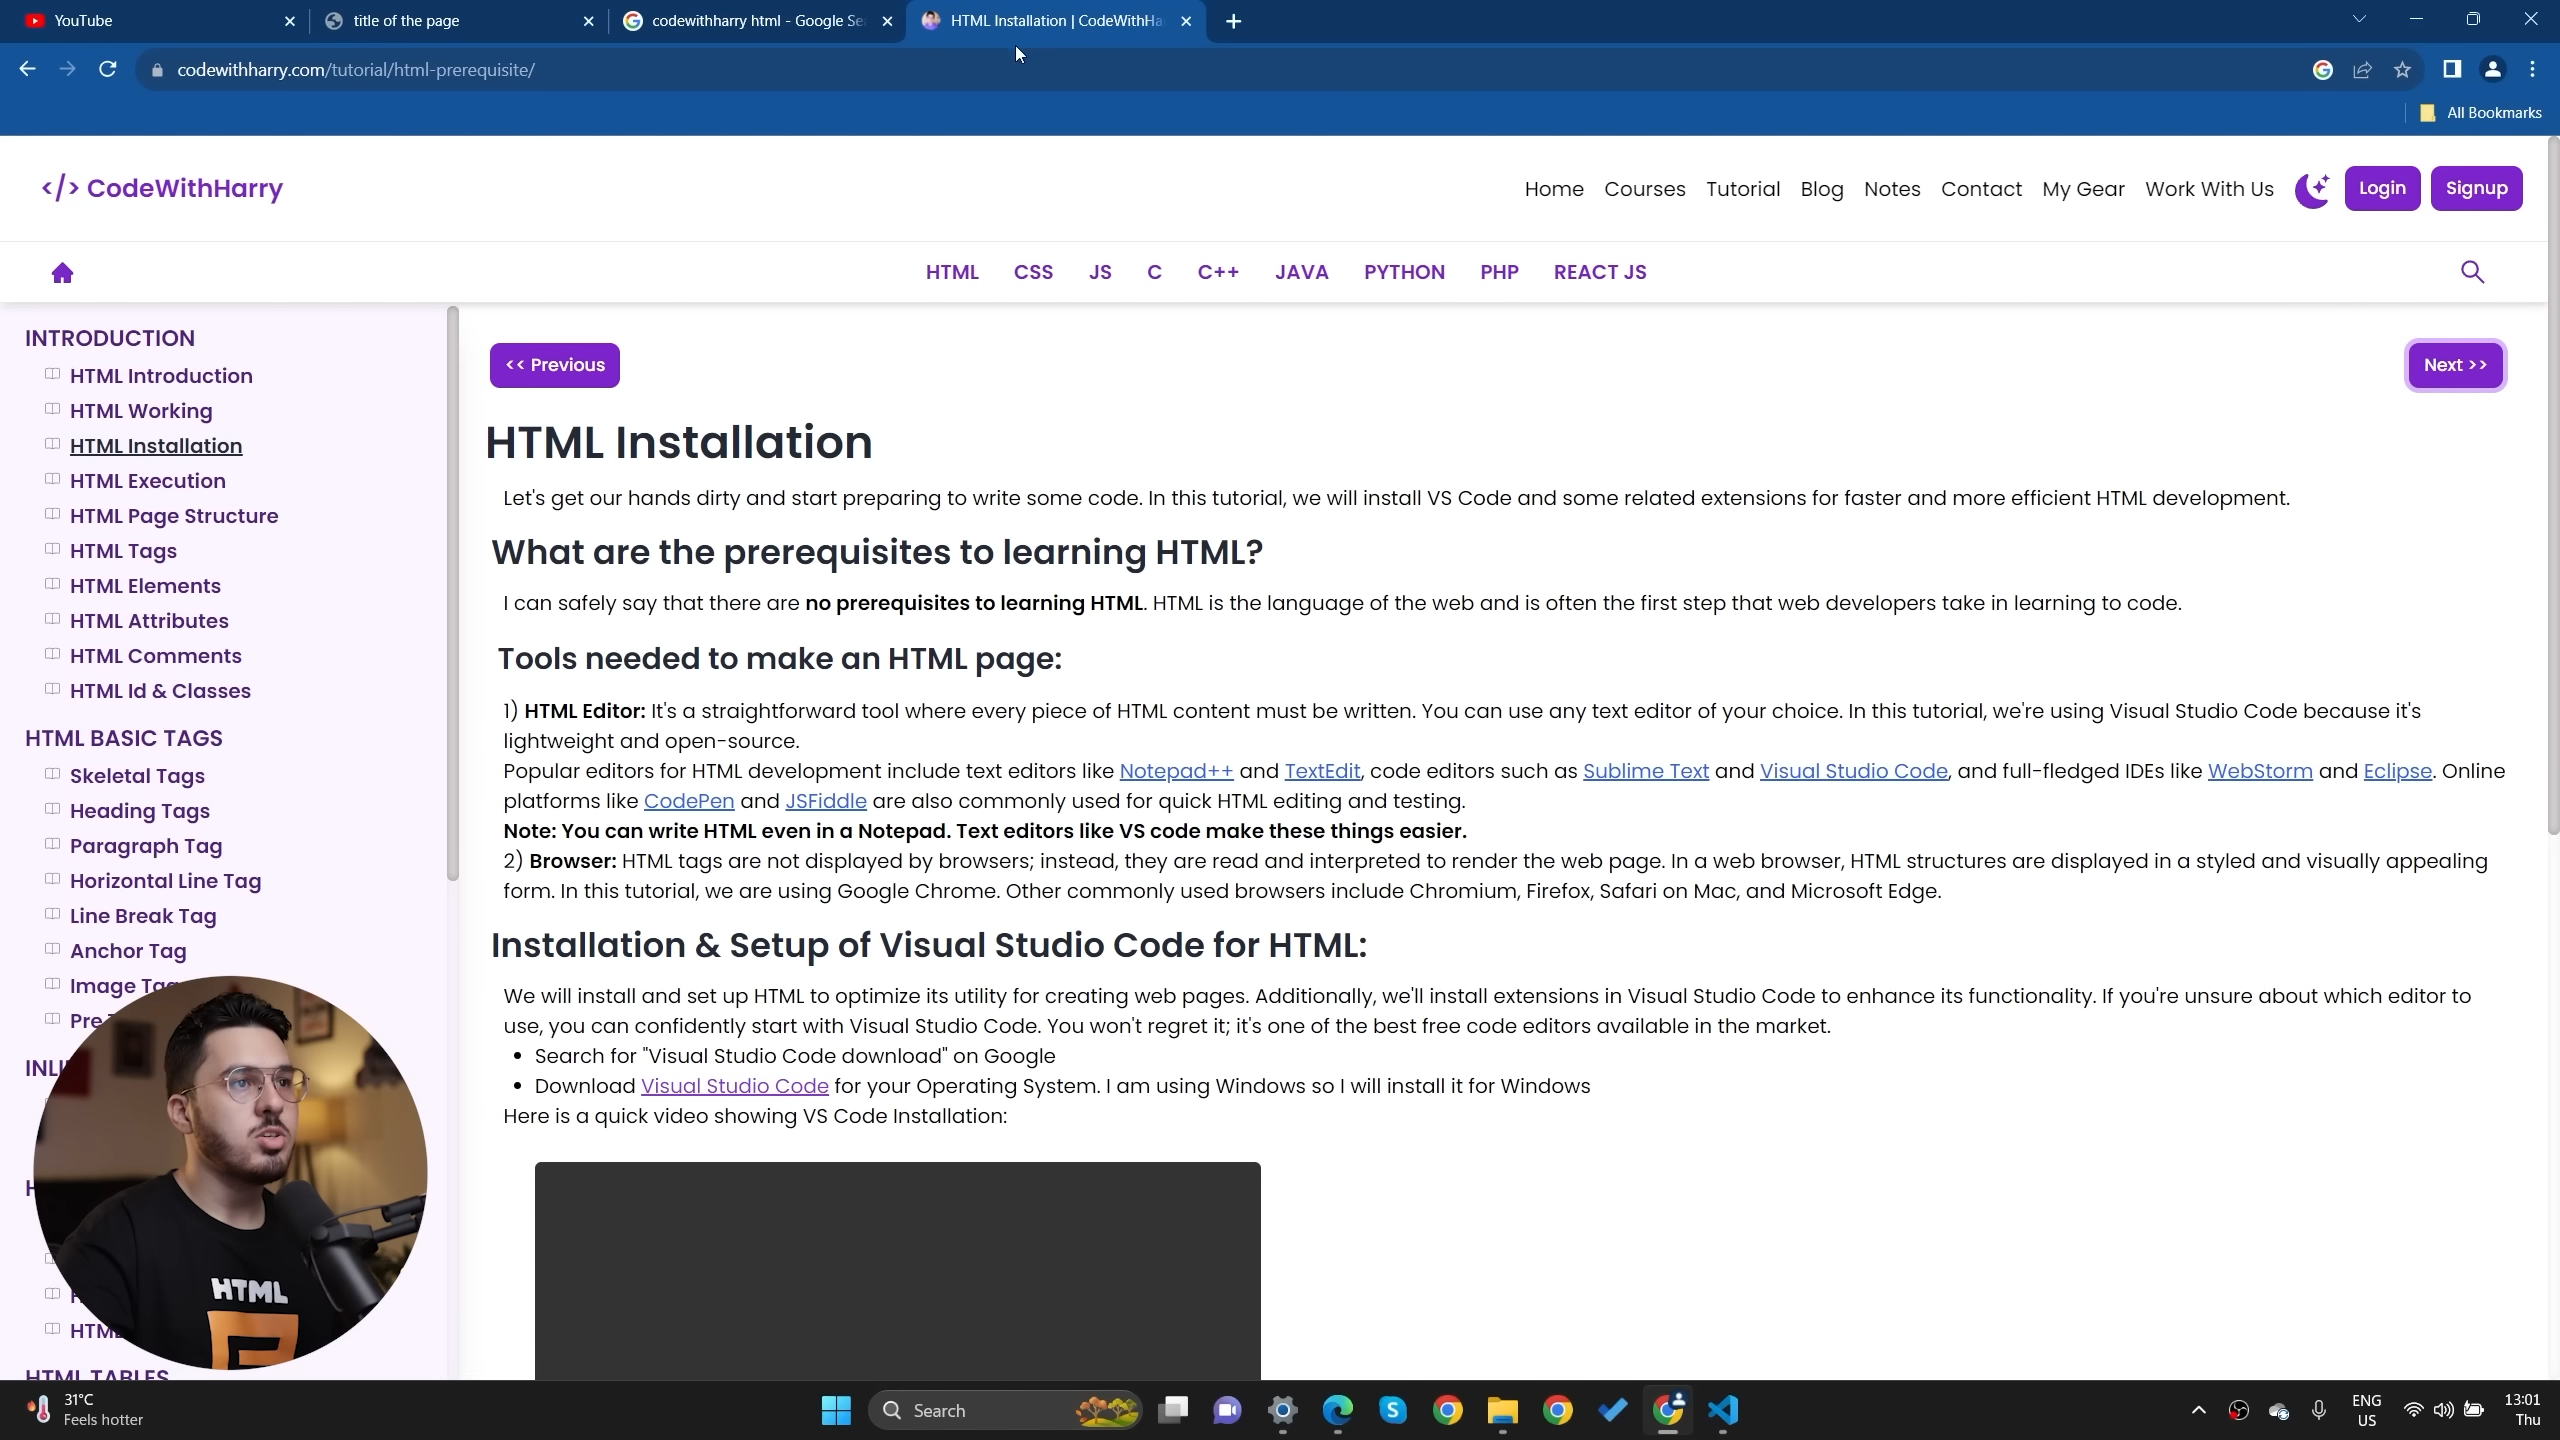 YouTube
title of the page
codewithharry html - Google Se
HTML Installation | CodeWithHa
codewithharry.com/tutorial/html-prerequisite/
All Bookmarks
</> CodeWithHarry
Home Courses Tutorial Blog Notes Contact My Gear Work With Us Login Signup
HTML CSS JS C C++ JAVA PYTHON PHP REACT JS
INTRODUCTION
HTML Introduction
HTML Working
HTML Installation
HTML Execution
HTML Page Structure
HTML Tags
HTML Elements
HTML Attributes
HTML Comments
HTML Id & Classes
HTML BASIC TAGS
Skeletal Tags
Heading Tags
Paragraph Tag
Horizontal Line Tag
Line Break Tag
Anchor Tag
Image Tag
Pre
HTML TABLES
<< Previous
Next >>
HTML Installation
Let's get our hands dirty and start preparing to write some code. In this tutorial, we will install VS Code and some related extensions for faster and more efficient HTML development.
What are the prerequisites to learning HTML?
I can safely say that there are no prerequisites to learning HTML. HTML is the language of the web and is often the first step that web developers take in learning to code.
Tools needed to make an HTML page:
1) HTML Editor: It's a straightforward tool where every piece of HTML content must be written. You can use any text editor of your choice. In this tutorial, we're using Visual Studio Code because it's
lightweight and open-source.
Popular editors for HTML development include text editors like Notepad++ and TextEdit, code editors such as Sublime Text and Visual Studio Code, and full-fledged IDEs like WebStorm and Eclipse. Online
platforms like CodePen and JSFiddle are also commonly used for quick HTML editing and testing.
Note: You can write HTML even in a Notepad. Text editors like VS code make these things easier.
2) Browser: HTML tags are not displayed by browsers; instead, they are read and interpreted to render the web page. In a web browser, HTML structures are displayed in a styled and visually appealing
form. In this tutorial, we are using Google Chrome. Other commonly used browsers include Chromium, Firefox, Safari on Mac, and Microsoft Edge.
Installation & Setup of Visual Studio Code for HTML:
We will install and set up HTML to optimize its utility for creating web pages. Additionally, we'll install extensions in Visual Studio Code to enhance its functionality. If you're unsure about which editor to
use, you can confidently start with Visual Studio Code. You won't regret it; it's one of the best free code editors available in the market.
• Search for "Visual Studio Code download" on Google
• Download Visual Studio Code for your Operating System. I am using Windows so I will install it for Windows
Here is a quick video showing VS Code Installation:
HTML
31°C
Feels hotter
Search
ENG
US
13:01
Thu